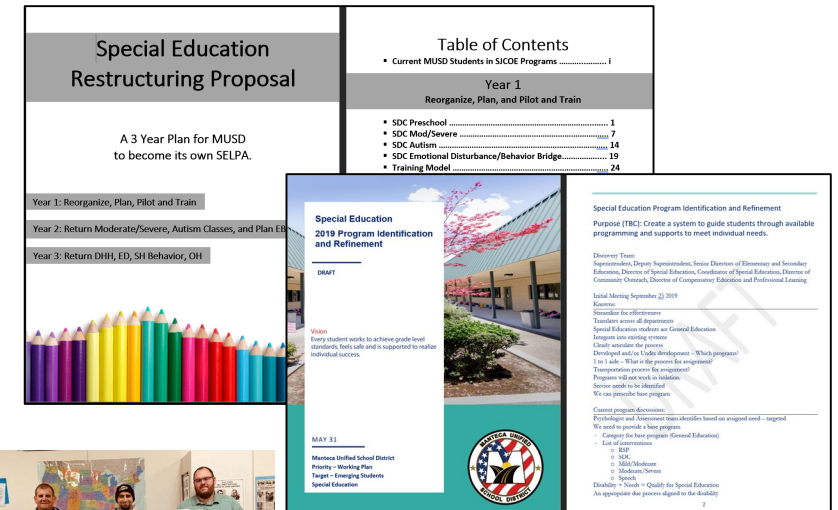 Special Education
Restructuring Proposal
A 3 Year Plan for MUSD
to become its own SELPA.
Year 1: Reorganize, Plan, Pilot and Train
Year 2: Return Moderate/Severe, Autism Classes, and Plan EB
Year 3: Return DHH, ED, SH Behavior, OH
Table of Contents
▪ Current MUSD Students in SJCOE Programs ..................... i
Year 1
Reorganize, Plan, and Pilot and Train
▪ SDC Preschool .......................................................... 1
▪ SDC Mod/Severe ...................................................... 7
▪ SDC Autism ............................................................. 14
▪ SDC Emotional Disturbance/Behavior Bridge.................. 19
▪ Training Model ......................................................... 24
Special Education
2019 Program Identification
and Refinement
DRAFT
Vision
Every student works to achieve grade level
standards, feels safe and is supported to realize
individual success.
MAY 31
Manteca Unified School District
Priority – Working Plan
Target – Emerging Students
Special Education
MANTECA UNIFIED
SCHOOL DISTRICT
Special Education Program Identification and Refinement
Purpose (TBC): Create a system to guide students through available
programming and supports to meet individual needs.
Discovery Team:
Superintendent, Deputy Superintendent, Senior Directors of Elementary and Secondary
Education, Director of Special Education, Coordinator of Special Education, Director of
Community Outreach, Director of Compensatory Education and Professional Learning
Initial Meeting September 23 2019
Knowns:
Streamline for effectiveness
Translates across all departments
Special Education students are General Education
Integrate into existing systems
Clearly articulate the process
Developed and/or Under development – Which programs?
1 to 1 aide – What is the process for assignment?
Transportation process for assignment?
Programs will not work in isolation.
Service needs to be identified
We can prescribe base program
Current program discussions:
Psychologist and Assessment team identifies based on assigned need – targeted
We need to provide a base program
- Category for base program (General Education)
- List of interventions
o RSP
o SDC
o Mild/Moderate
o Moderate/Severe
o Speech
Disability + Needs = Qualify for Special Education
An appropriate due process aligned to the disability
2
DRAFT